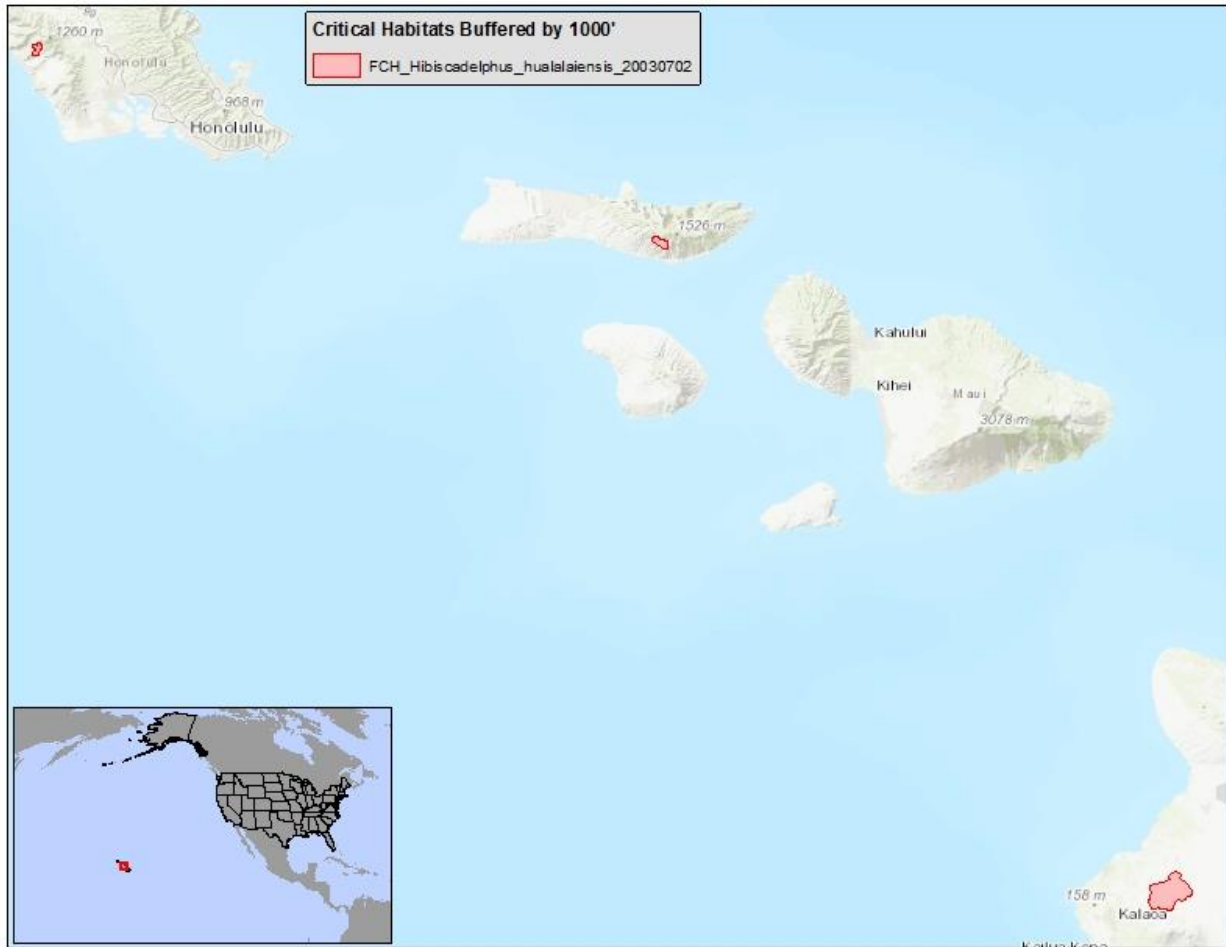 Critical Habitats Buffered by 1000'
FCH_Hibiscadelphus_hualalaiensis_20030702
1260 m
Honolulu
968 m
Honolulu
1526 m
Kahului
Kihei
Maui
3078 m
158 m
Kalaoa